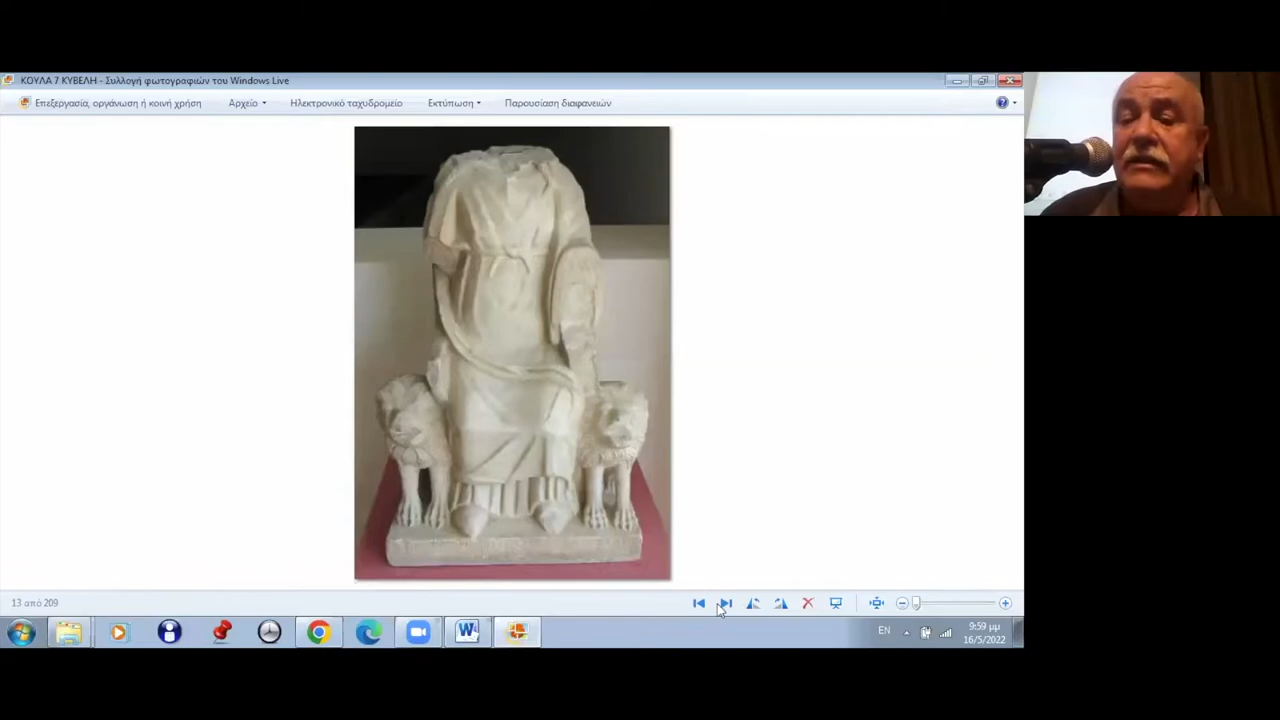 ΚΟΥΛΑ 7 ΚΥΒΕΛΗ - Συλλογή φωτογραφιών του Windows Live
Επεξεργασία, οργάνωση ή κοινή χρήση Αρχείο Ηλεκτρονικό ταχυδρομείο Εκτύπωση Παρουσίαση διαφανειών
13 από 209
EN
9:59 μμ
16/5/2022